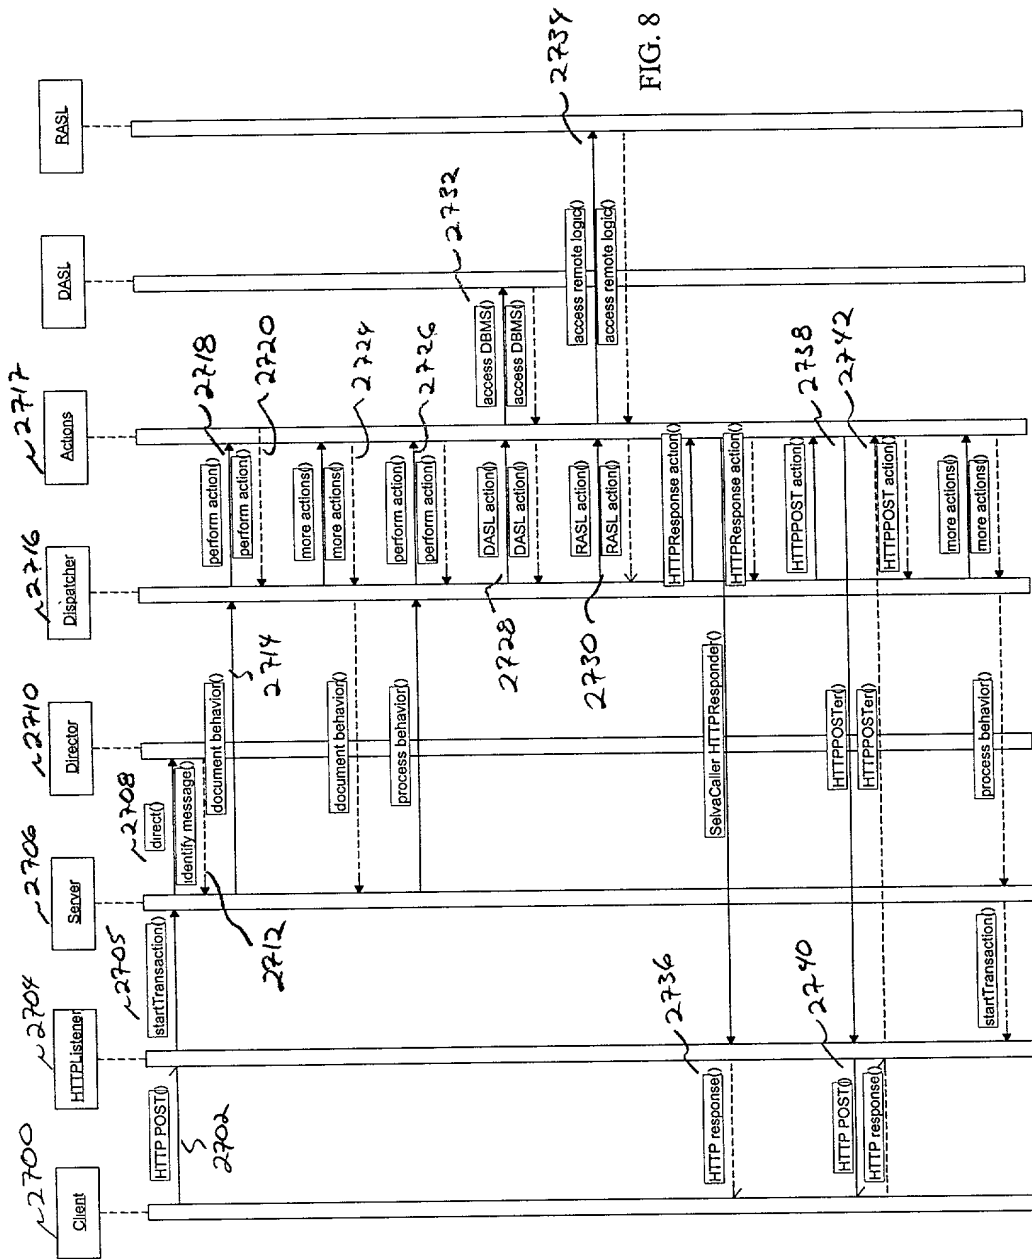 ~2700
Client
~2704
HTTPListener
~2706
Server
~2710
Director
~2716
Dispatcher
~2717
Actions
DASL
RASL
HTTP POST()
2702
~2705
startTransaction()
~2708
direct()
identify message()
2712
document behavior()
2714
perform action()
perform action()
2718
2720
more actions()
more actions()
2724
document behavior()
process behavior()
perform action()
perform action()
2726
DASL action()
DASL action()
2728
access DBMS()
access DBMS()
2732
RASL action()
RASL action()
2730
access remote logic()
access remote logic()
2734
HTTPResponse action()
HTTPResponse action()
SelvaCaller HTTPResponder()
2736
HTTP response()
HTTPPOST action()
2738
HTTPPOSTer()
HTTPPOSTer()
2740
HTTP POST()
HTTP response()
2742
HTTPPOST action()
more actions()
more actions()
process behavior()
startTransaction()
FIG. 8